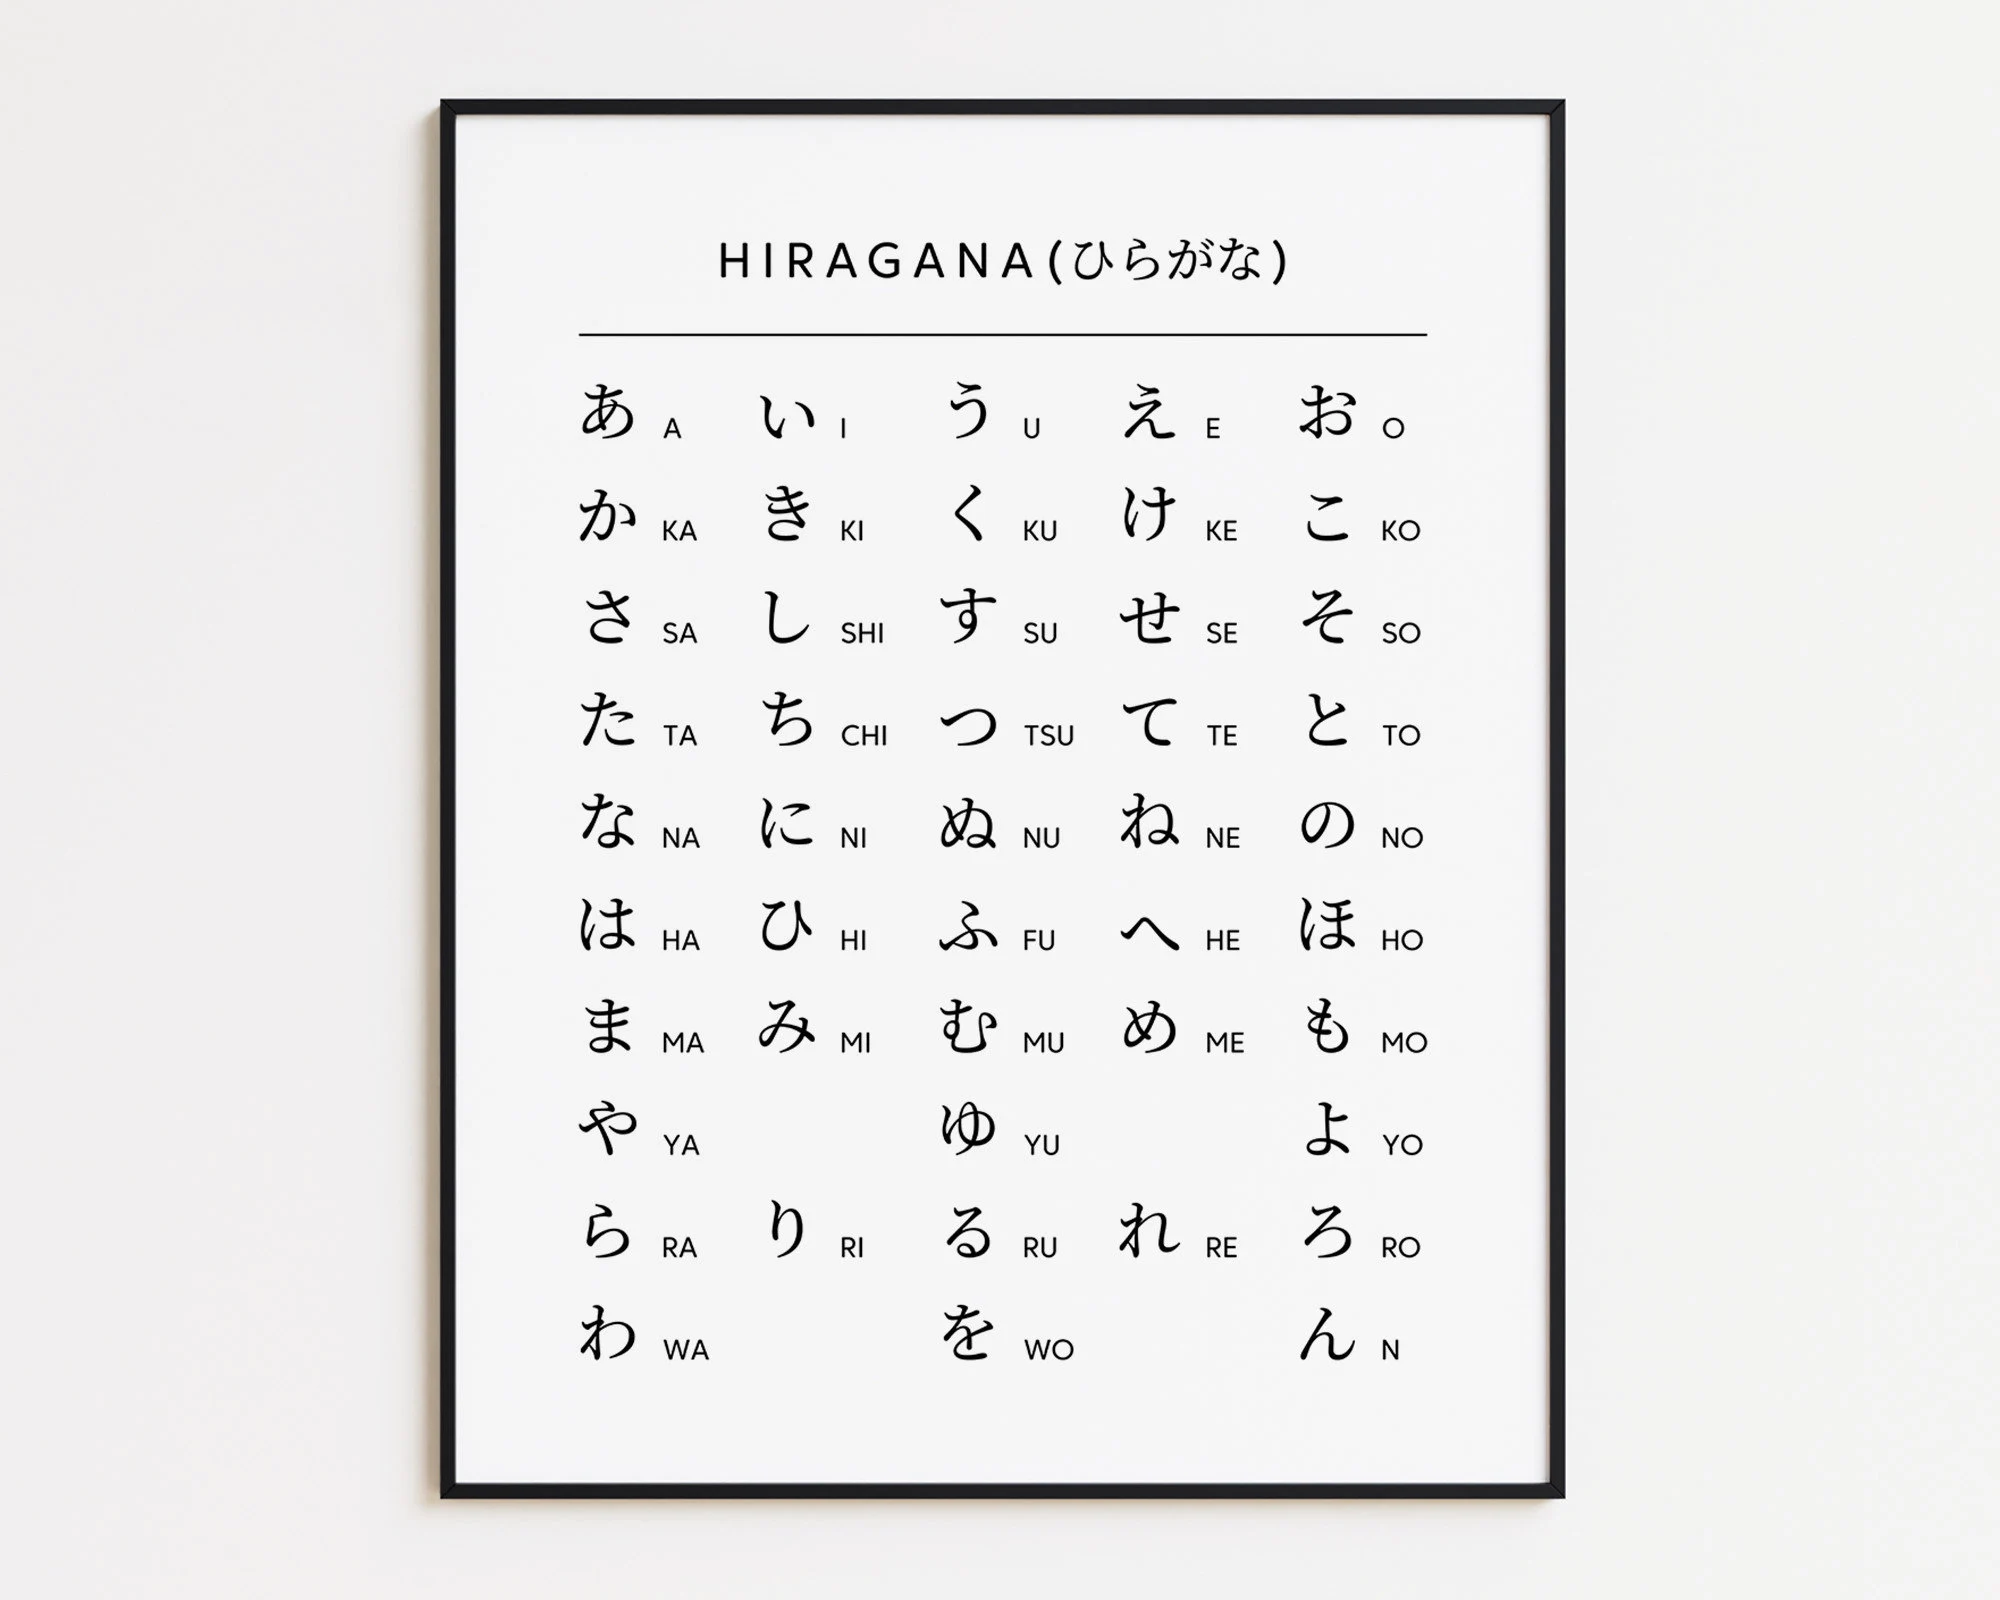 HIRAGANA(ひらがな)
あ A い I う U え E お O
か KA き KI く KU け KE こ KO
さ SA し SHI す SU せ SE そ SO
た TA ち CHI つ TSU て TE と TO
な NA に NI ぬ NU ね NE の NO
は HA ひ HI ふ FU へ HE ほ HO
ま MA み MI む MU め ME も MO
や YA ゆ YU よ YO
ら RA り RI る RU れ RE ろ RO
わ WA を WO ん N